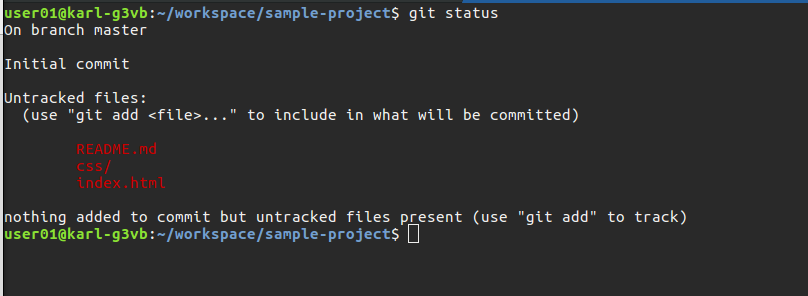 user01@karl-g3vb:~/workspace/sample-project$ git status
On branch master
Initial commit
Untracked files:
(use "git add <file>..." to include in what will be committed)
README.md
css/
index.html
nothing added to commit but untracked files present (use "git add" to track)
user01@karl-g3vb:~/workspace/sample-project$